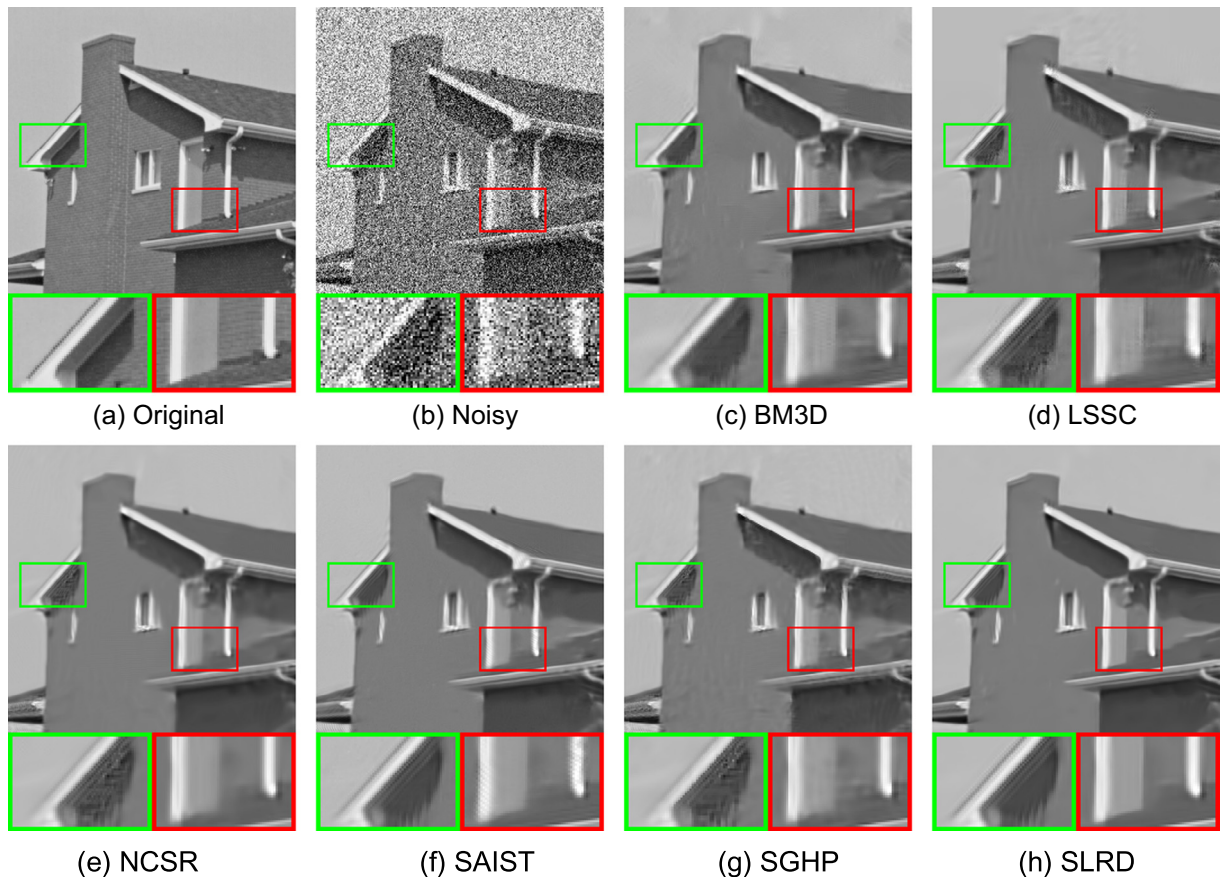 (a) Original
(b) Noisy
(c) BM3D
(d) LSSC
(e) NCSR
(f) SAIST
(g) SGHP
(h) SLRD